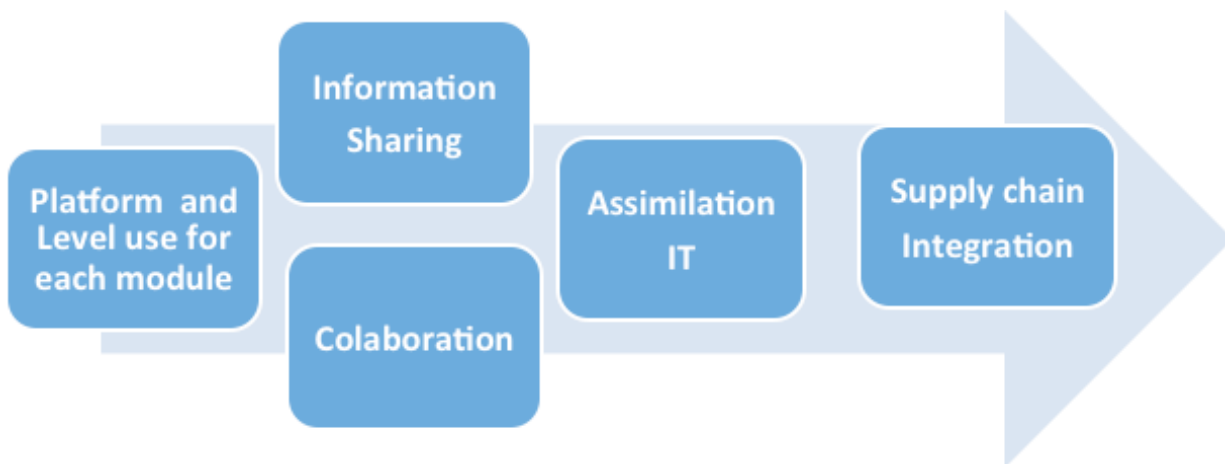 Platform and
Level use for
each module
Information
Sharing
Colaboration
Assimilation
IT
Supply chain
Integration